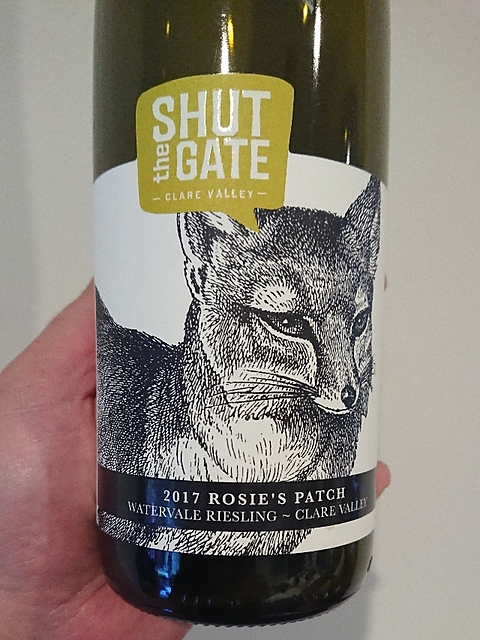 SHUT
the GATE
— CLARE VALLEY —
2017 ROSIE'S PATCH
WATERVALE RIESLING ~ CLARE VALLEY